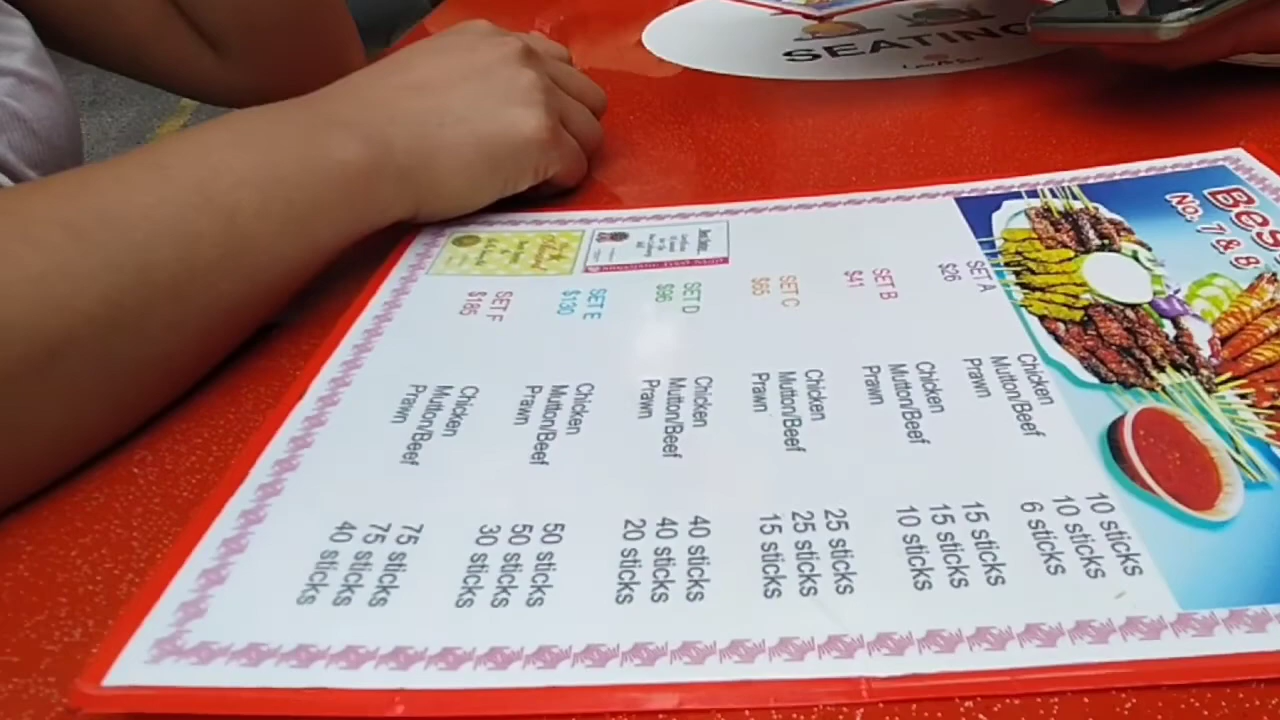 SEATING
Bes
No. 7 & 8,
SET A
$26
Chicken 10 sticks
Mutton/Beef 10 sticks
Prawn 6 sticks
SET B
$41
Chicken 15 sticks
Mutton/Beef 15 sticks
Prawn 10 sticks
SET C
$65
Chicken 25 sticks
Mutton/Beef 25 sticks
Prawn 15 sticks
SET D
$96
Chicken 40 sticks
Mutton/Beef 40 sticks
Prawn 20 sticks
SET E
$130
Chicken 50 sticks
Mutton/Beef 50 sticks
Prawn 30 sticks
SET F
$185
Chicken 75 sticks
Mutton/Beef 75 sticks
Prawn 40 sticks